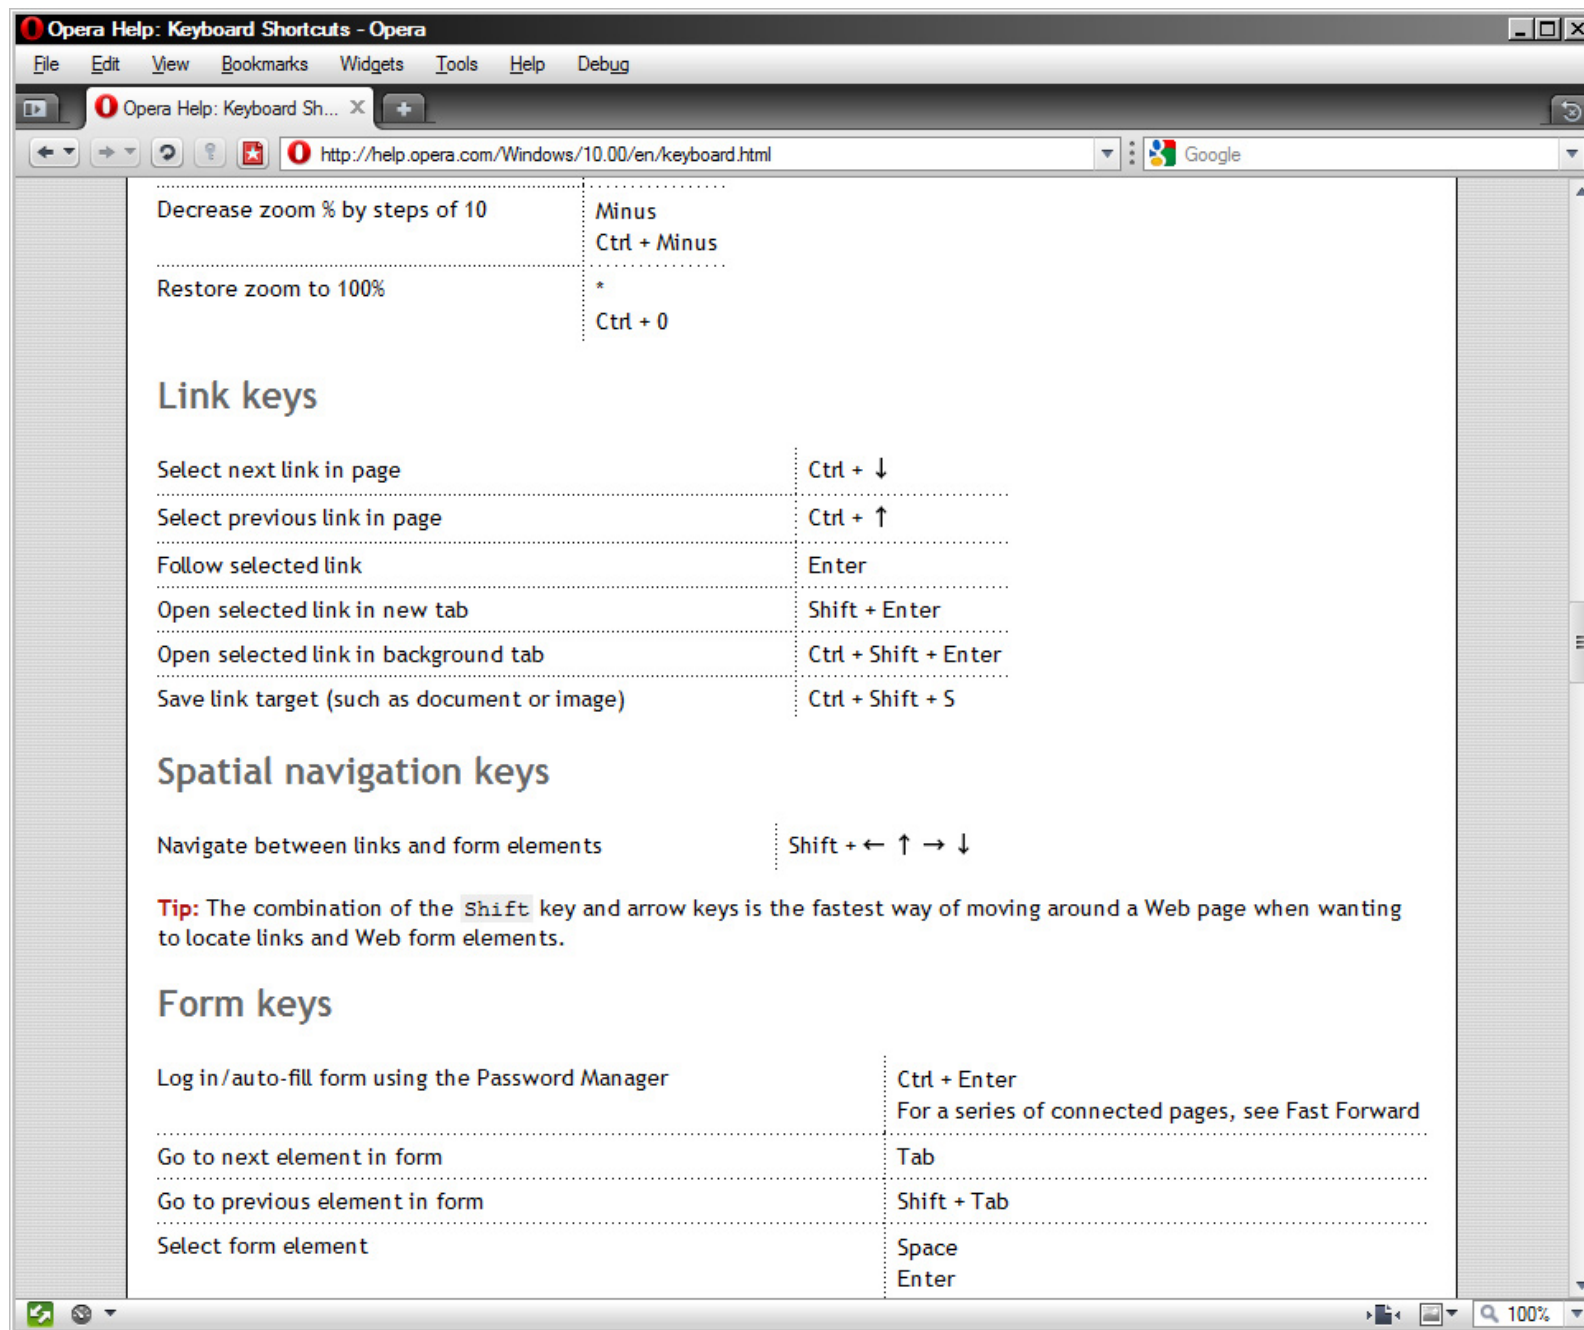 Opera Help: Keyboard Shortcuts - Opera
File Edit View Bookmarks Widgets Tools Help Debug
Opera Help: Keyboard Sh...
http://help.opera.com/Windows/10.00/en/keyboard.html Google
Decrease zoom % by steps of 10 Minus
Ctrl + Minus
Restore zoom to 100% *
Ctrl + 0
Link keys
Select next link in page Ctrl + ↓
Select previous link in page Ctrl + ↑
Follow selected link Enter
Open selected link in new tab Shift + Enter
Open selected link in background tab Ctrl + Shift + Enter
Save link target (such as document or image) Ctrl + Shift + S
Spatial navigation keys
Navigate between links and form elements Shift + ← ↑ → ↓
Tip: The combination of the Shift key and arrow keys is the fastest way of moving around a Web page when wanting
to locate links and Web form elements.
Form keys
Log in/auto-fill form using the Password Manager Ctrl + Enter
For a series of connected pages, see Fast Forward
Go to next element in form Tab
Go to previous element in form Shift + Tab
Select form element Space
Enter
100%